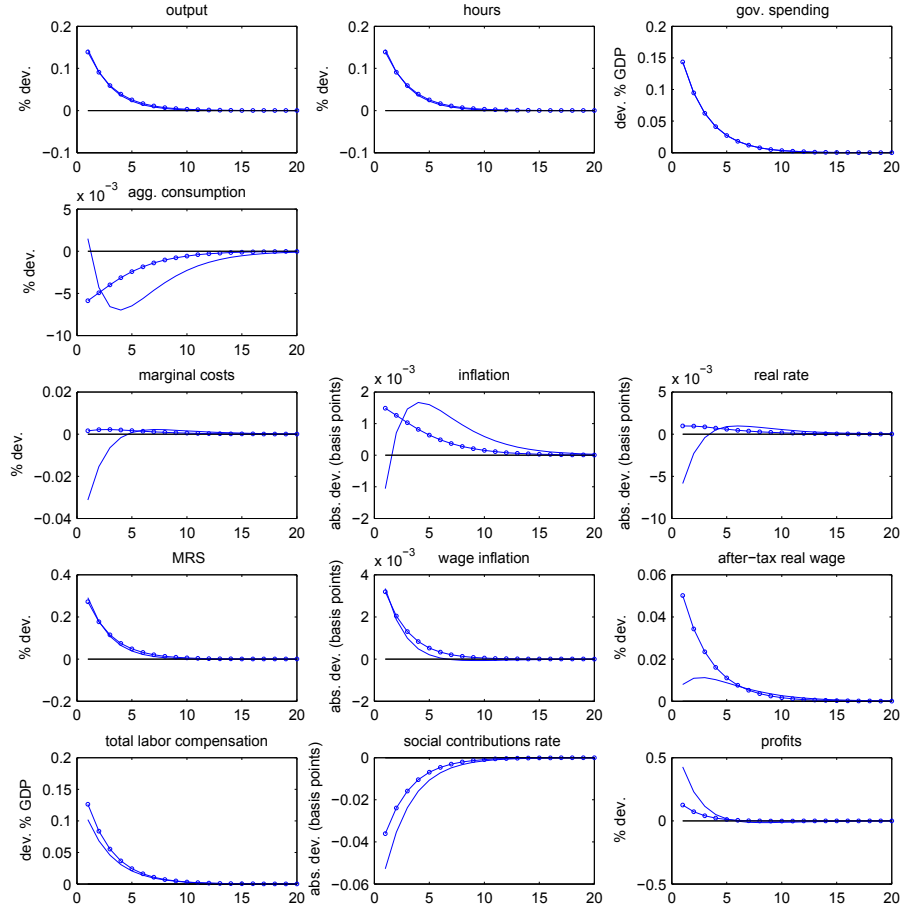 output
hours
gov. spending
% dev.
0.2
0.1
0
−0.1
0 5 10 15 20
% dev.
0.2
0.1
0
−0.1
0 5 10 15 20
dev. % GDP
0.2
0.15
0.1
0.05
0
0 5 10 15 20
x 10−3
agg. consumption
% dev.
5
0
−5
−10
0 5 10 15 20
marginal costs
% dev.
0.02
0
−0.02
−0.04
0 5 10 15 20
x 10−3
inflation
abs. dev. (basis points)
2
1
0
−1
−2
0 5 10 15 20
x 10−3
real rate
abs. dev. (basis points)
5
0
−5
−10
0 5 10 15 20
MRS
% dev.
0.4
0.2
0
−0.2
0 5 10 15 20
x 10−3
wage inflation
abs. dev. (basis points)
4
2
0
−2
0 5 10 15 20
after−tax real wage
% dev.
0.06
0.04
0.02
0
0 5 10 15 20
total labor compensation
dev. % GDP
0.2
0.15
0.1
0.05
0
0 5 10 15 20
social contributions rate
abs. dev. (basis points)
0
−0.02
−0.04
−0.06
0 5 10 15 20
profits
% dev.
0.5
0
−0.5
0 5 10 15 20